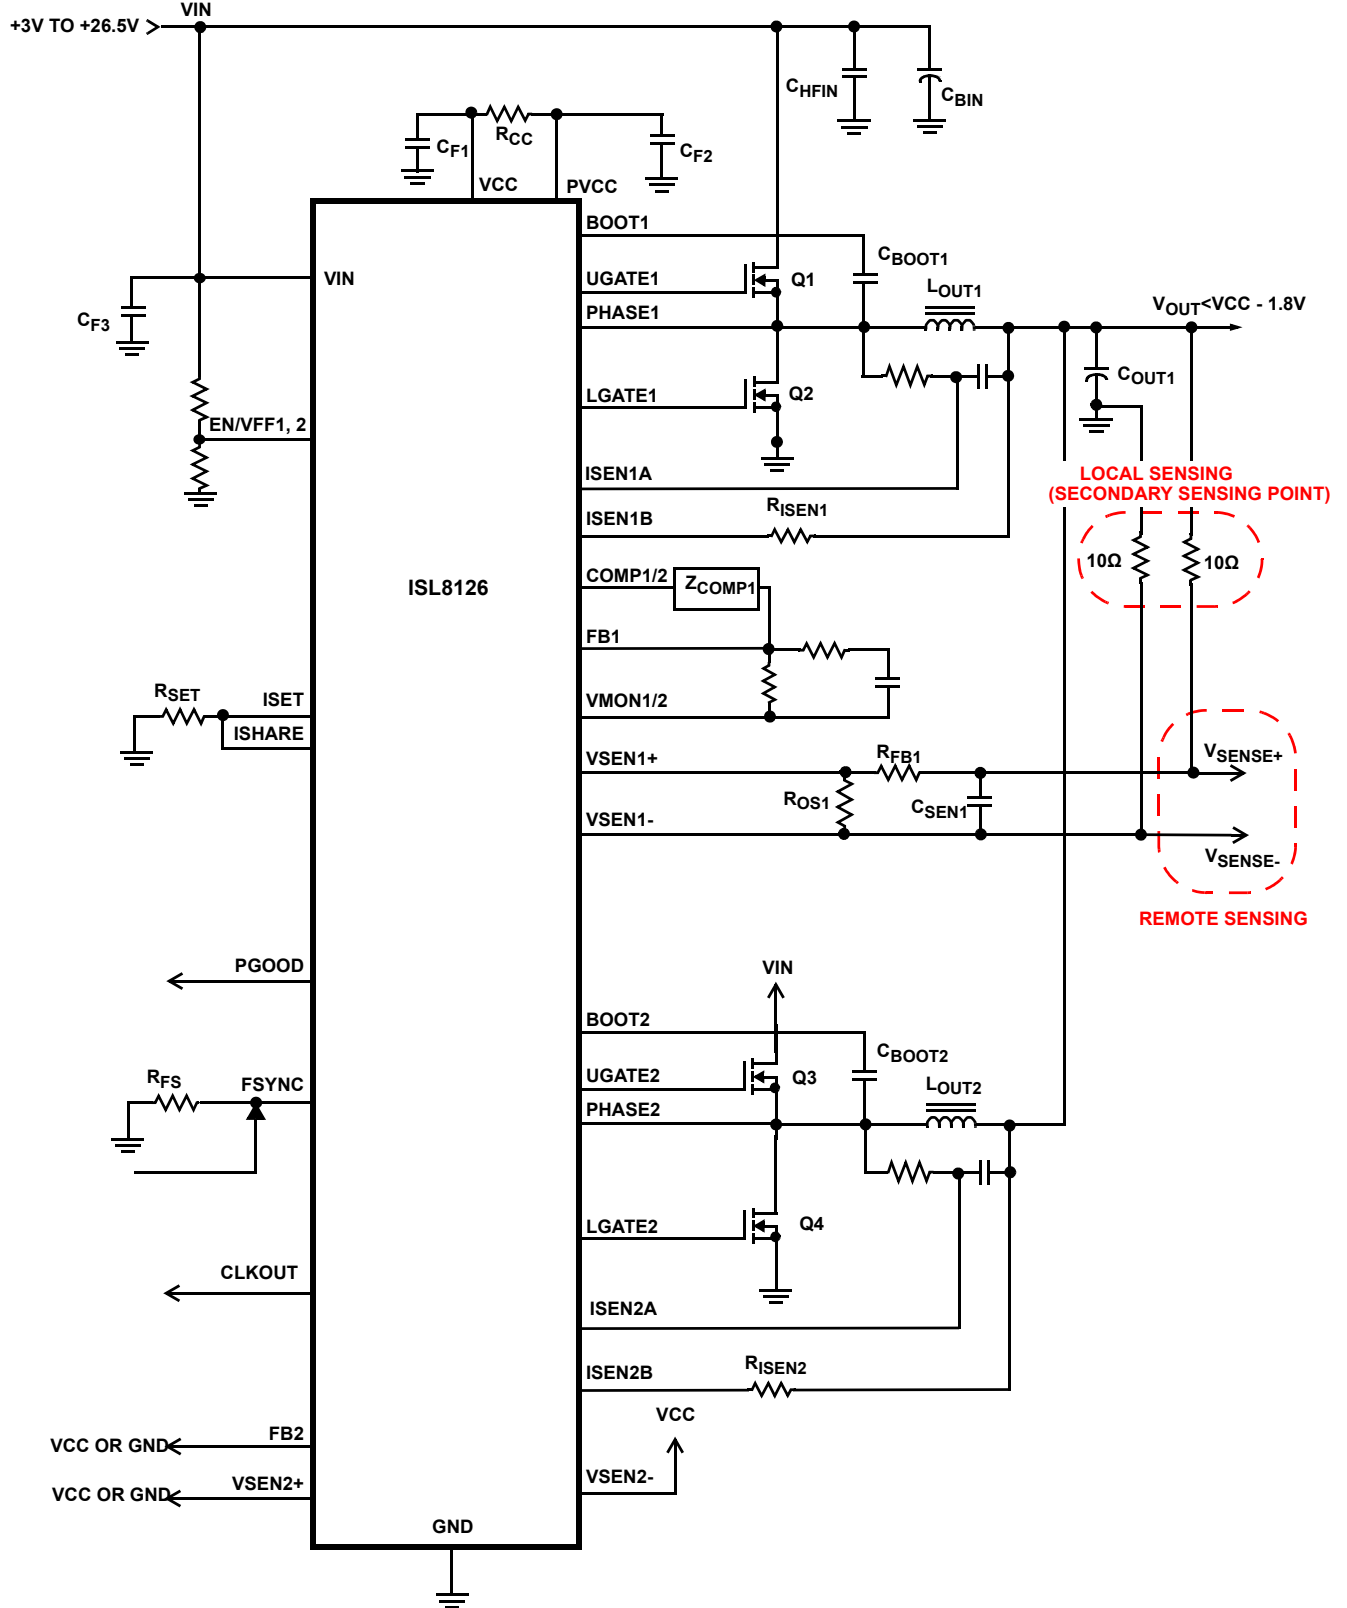 VIN
+3V TO +26.5V
CHFIN
CBIN
RCC
CF1
CF2
VCC
PVCC
BOOT1
CBOOT1
VIN
UGATE1
Q1
LOUT1
PHASE1
VOUT<VCC - 1.8V
CF3
COUT1
LGATE1
Q2
EN/VFF1, 2
ISEN1A
LOCAL SENSING
(SECONDARY SENSING POINT)
RISEN1
ISEN1B
10Ω
10Ω
COMP1/2
ZCOMP1
ISL8126
FB1
RSET
ISET
VMON1/2
ISHARE
VSEN1+
RFB1
VSENSE+
ROS1
CSEN1
VSEN1-
VSENSE-
REMOTE SENSING
PGOOD
VIN
BOOT2
CBOOT2
RFS
FSYNC
UGATE2
Q3
LOUT2
PHASE2
LGATE2
Q4
CLKOUT
ISEN2A
ISEN2B
RISEN2
VCC
VCC OR GND
FB2
VSEN2-
VCC OR GND
VSEN2+
GND